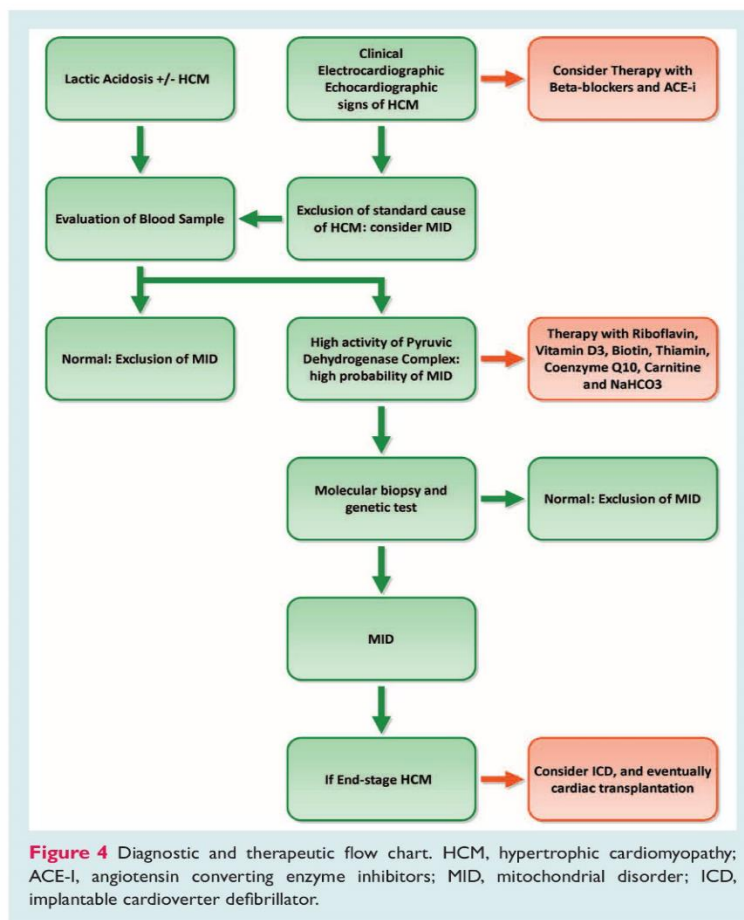 Lactic Acidosis +/- HCM
Clinical
Electrocardiographic
Echocardiographic
signs of HCM
Consider Therapy with
Beta-blockers and ACE-i
Evaluation of Blood Sample
Exclusion of standard cause
of HCM: consider MID
Normal: Exclusion of MID
High activity of Pyruvic
Dehydrogenase Complex:
high probability of MID
Therapy with Riboflavin,
Vitamin D3, Biotin, Thiamin,
Coenzyme Q10, Carnitine
and NaHCO3
Molecular biopsy and
genetic test
Normal: Exclusion of MID
MID
If End-stage HCM
Consider ICD, and eventually
cardiac transplantation
Figure 4 Diagnostic and therapeutic flow chart. HCM, hypertrophic cardiomyopathy;
ACE-I, angiotensin converting enzyme inhibitors; MID, mitochondrial disorder; ICD,
implantable cardioverter defibrillator.